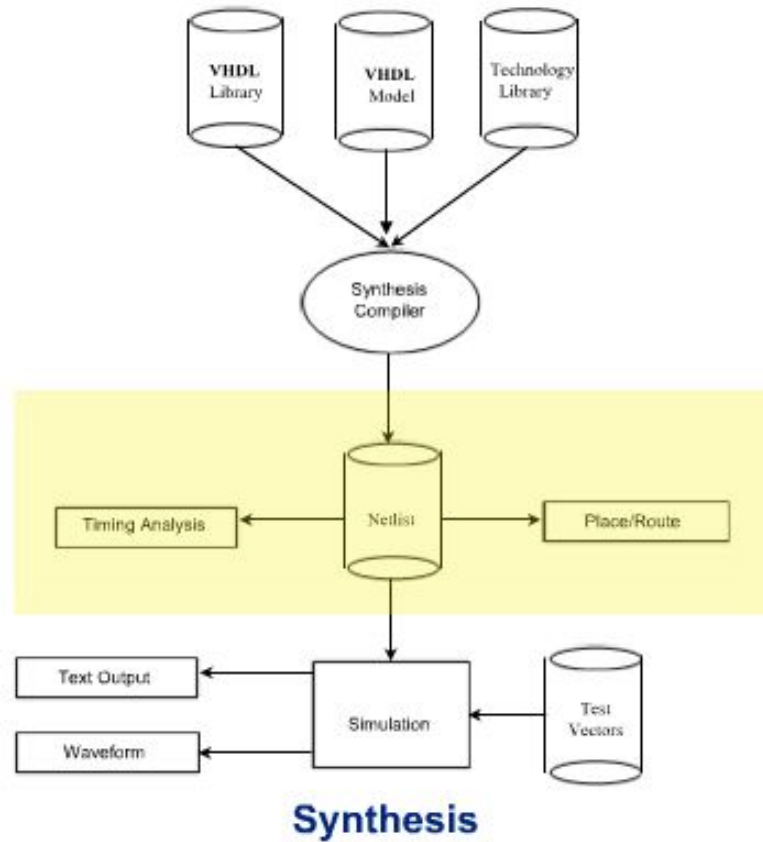 VHDL
Library
VHDL
Model
Technology
Library
Synthesis
Compiler
Timing Analysis
Netlist
Place/Route
Text Output
Waveform
Simulation
Test
Vectors
Synthesis